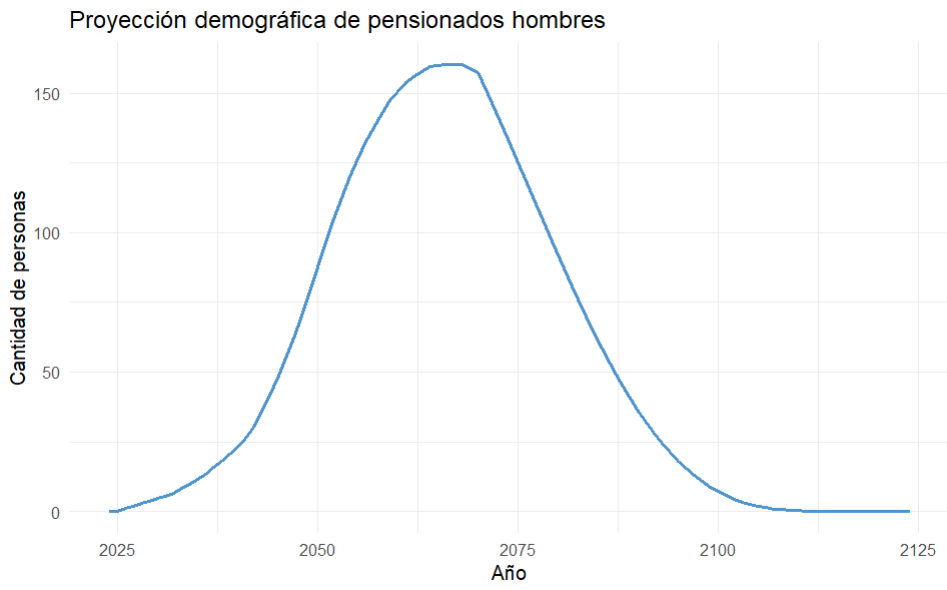 Proyección demográfica de pensionados hombres
Cantidad de personas
150
100
50
0
2025 2050 2075 2100 2125
Año